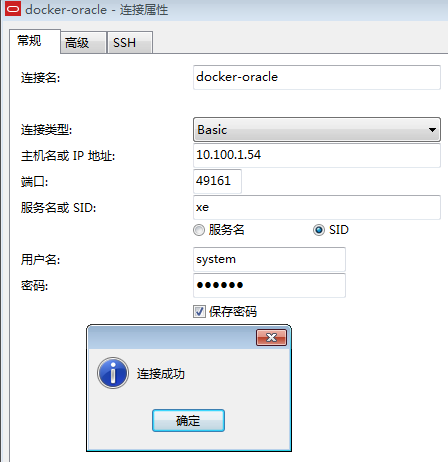 docker-oracle - 连接属性
常规 高级 SSH
连接名: docker-oracle
连接类型: Basic
主机名或 IP 地址: 10.100.1.54
端口: 49161
服务名或 SID: xe
服务名 SID
用户名: system
密码: ●●●●●●
保存密码
连接成功
确定